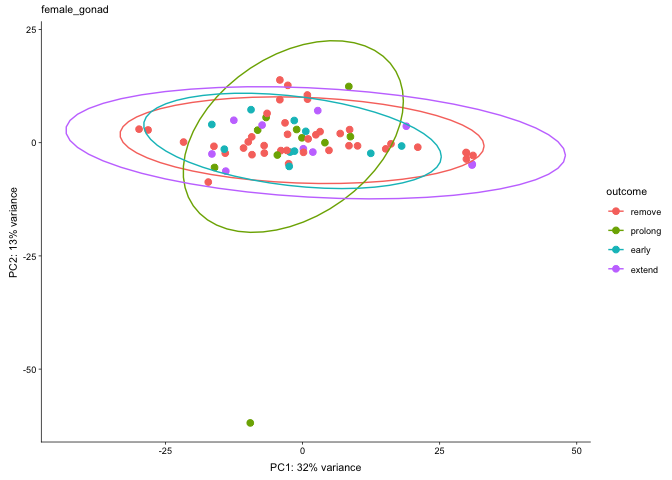 female_gonad
25
0
-25
-50
PC2: 13% variance
-25
0
25
50
PC1: 32% variance
outcome
remove
prolong
early
extend